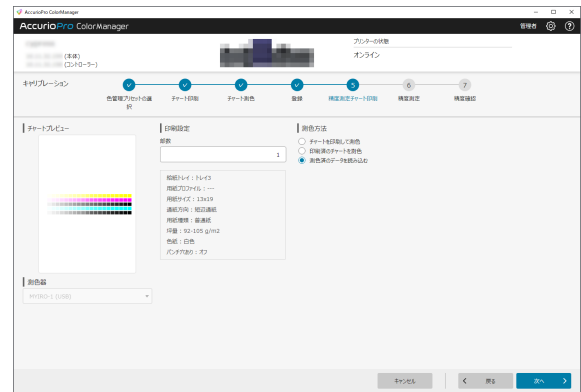 AccurioPro ColorManager
AccurioPro ColorManager
管理者
(本体)
(コントローラー)
プリンターの状態
オンライン
キャリブレーション
5
6
7
色管理プリセットの選択
チャート印刷
チャート測色
登録
精度測定チャート印刷
精度測定
精度確認
チャートプレビュー
印刷設定
測色方法
部数
1
チャートを印刷して測色
印刷済のチャートを測色
測色済のデータを読み込む
給紙トレイ : トレイ3
用紙プロファイル : ---
用紙サイズ : 13x19
通紙方向 : 短辺通紙
用紙種類 : 普通紙
坪量 : 92-105 g/m2
色紙 : 白色
パンチ穴あり : オフ
測色器
MYIRO-1 (USB)
キャンセル
戻る
次へ